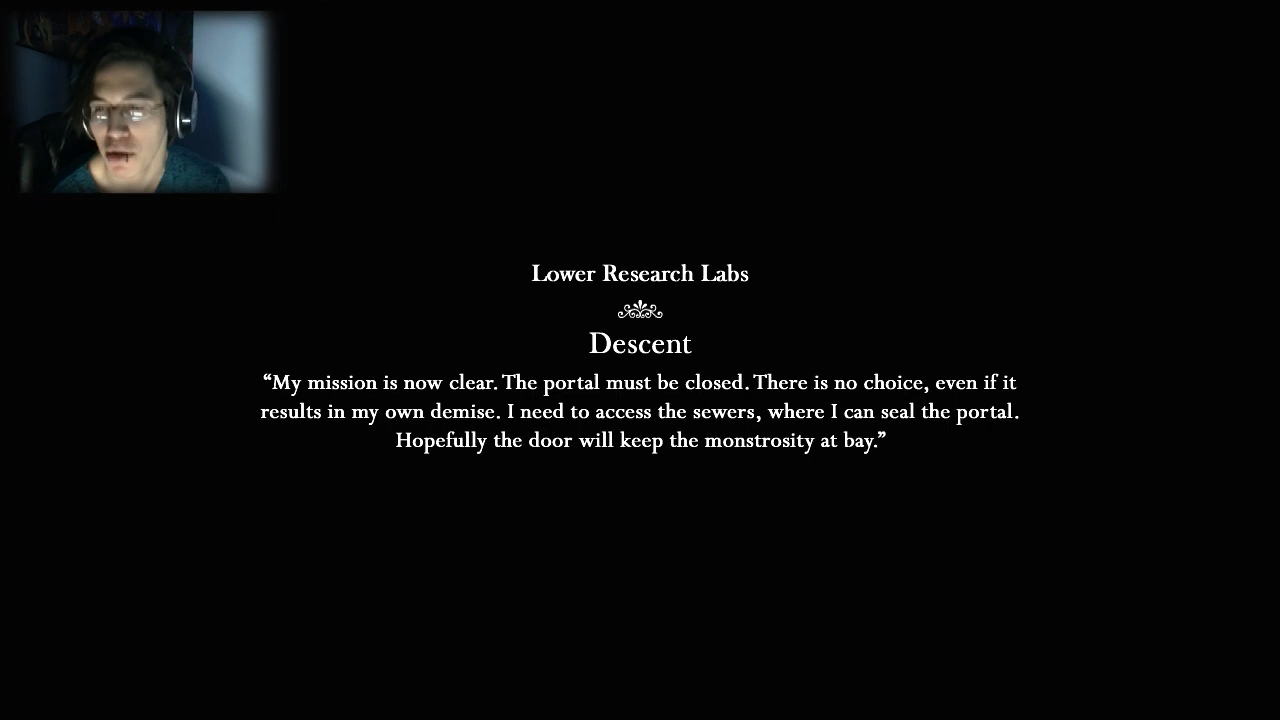 Lower Research Labs
Descent
“My mission is now clear. The portal must be closed. There is no choice, even if it
results in my own demise. I need to access the sewers, where I can seal the portal.
Hopefully the door will keep the monstrosity at bay.”